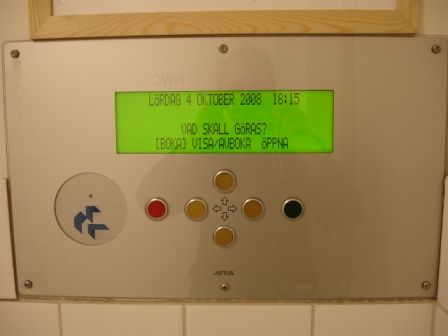 LöRDAG 4 OKTOBER 2008 18:15
VAD SKALL GöRAS?
[BOKA] VISA/AVBOKA öPPNA
APTUS